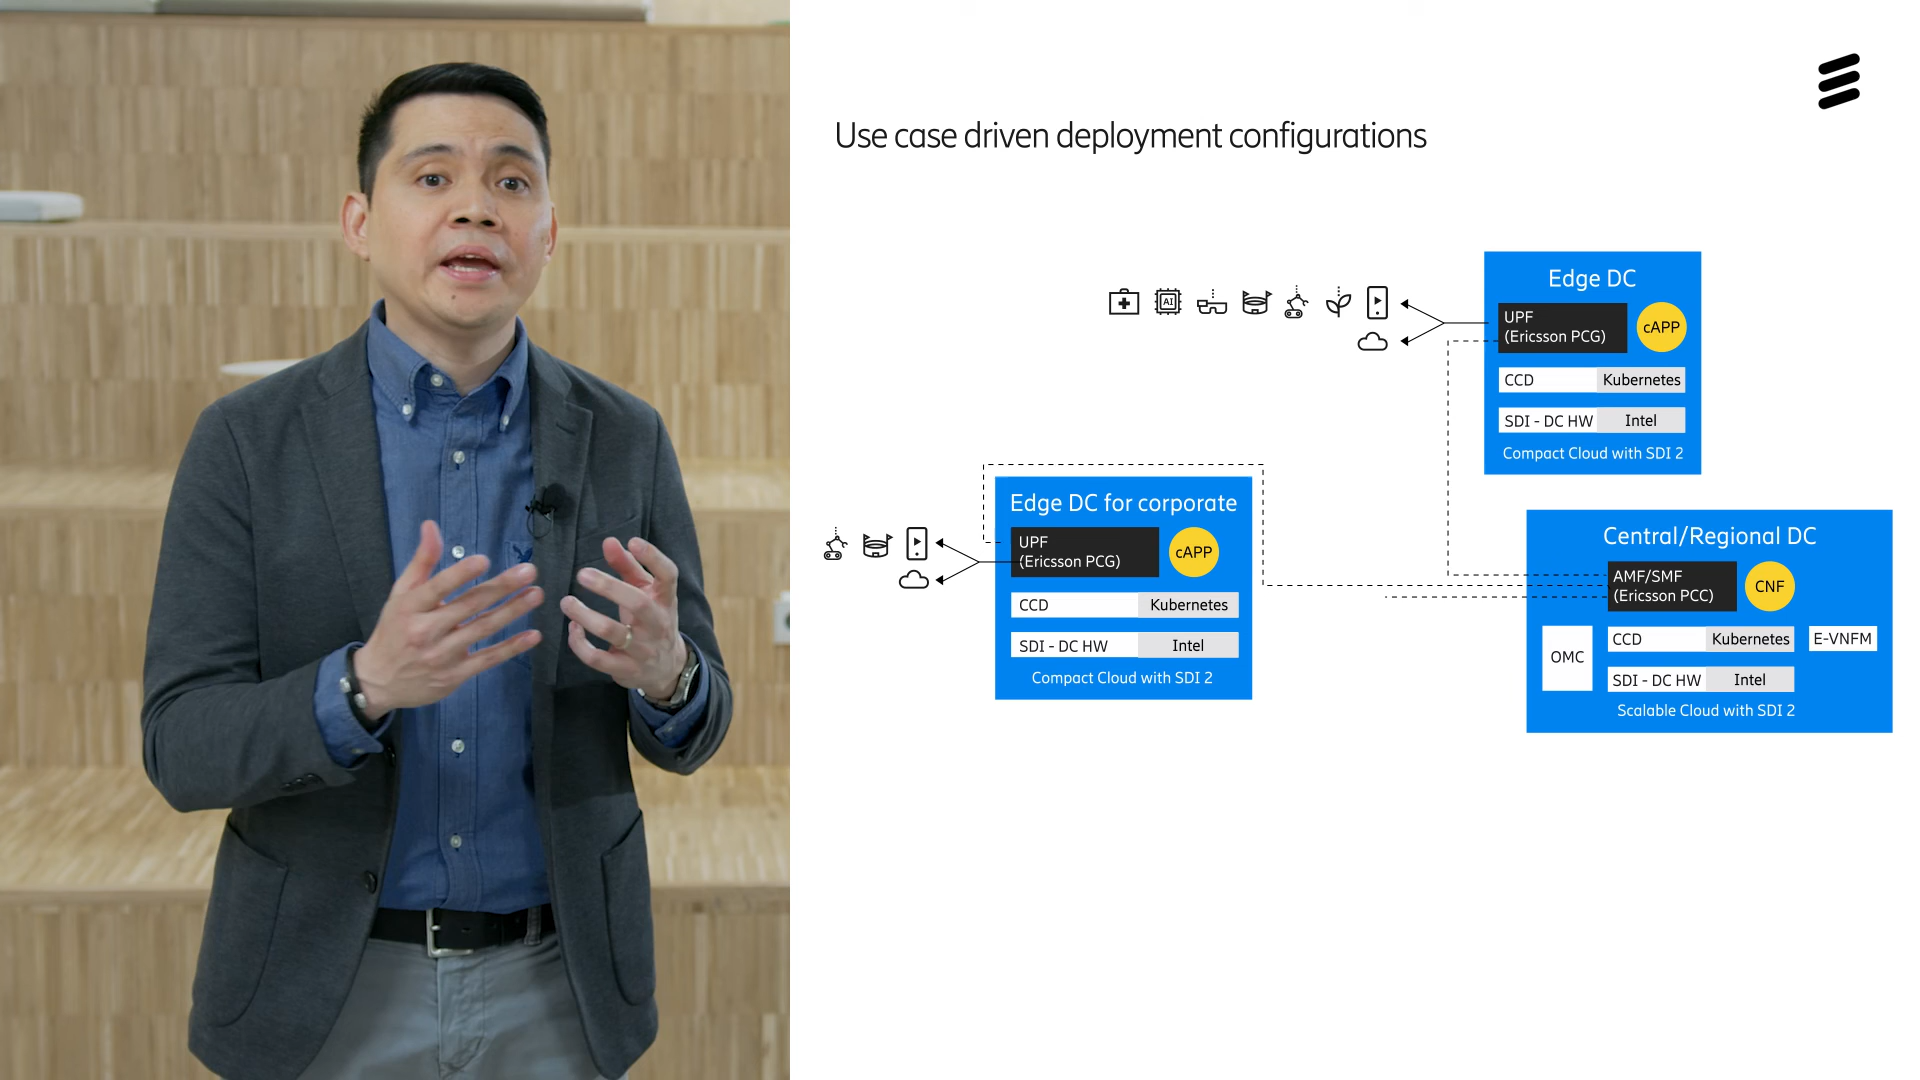 Use case driven deployment configurations
Edge DC
UPF
(Ericsson PCG)
cAPP
CCD
Kubernetes
SDI - DC HW
Intel
Compact Cloud with SDI 2
AI
Edge DC for corporate
UPF
(Ericsson PCG)
cAPP
CCD
Kubernetes
SDI - DC HW
Intel
Compact Cloud with SDI 2
Central/Regional DC
AMF/SMF
(Ericsson PCC)
CNF
OMC
CCD
Kubernetes
E-VNFM
SDI - DC HW
Intel
Scalable Cloud with SDI 2